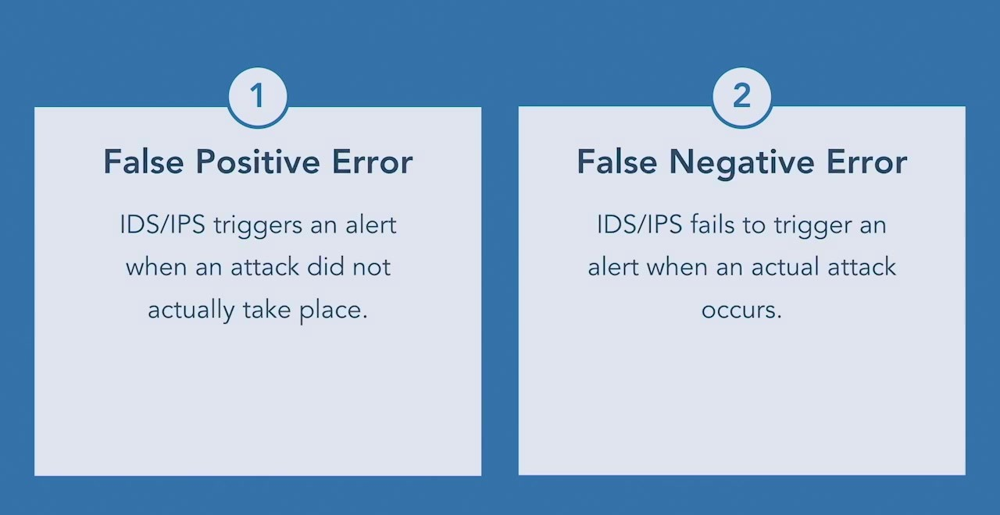 1
False Positive Error
IDS/IPS triggers an alert
when an attack did not
actually take place.
2
False Negative Error
IDS/IPS fails to trigger an
alert when an actual attack
occurs.